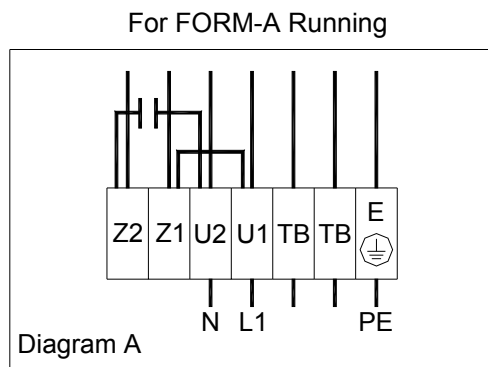 For FORM-A Running
E
Z2 Z1 U2 U1 TB TB
N L1 PE
Diagram A